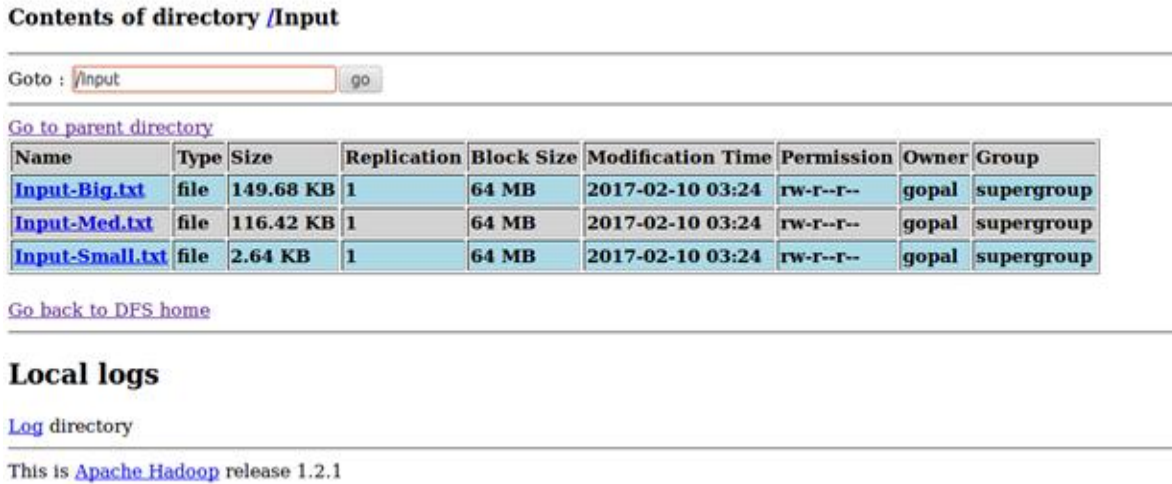 Contents of directory /Input
Goto : /Input go
Go to parent directory
Name Type Size Replication Block Size Modification Time Permission Owner Group
Input-Big.txt file 149.68 KB 1 64 MB 2017-02-10 03:24 rw-r--r-- gopal supergroup
Input-Med.txt file 116.42 KB 1 64 MB 2017-02-10 03:24 rw-r--r-- gopal supergroup
Input-Small.txt file 2.64 KB 1 64 MB 2017-02-10 03:24 rw-r--r-- gopal supergroup
Go back to DFS home
Local logs
Log directory
This is Apache Hadoop release 1.2.1